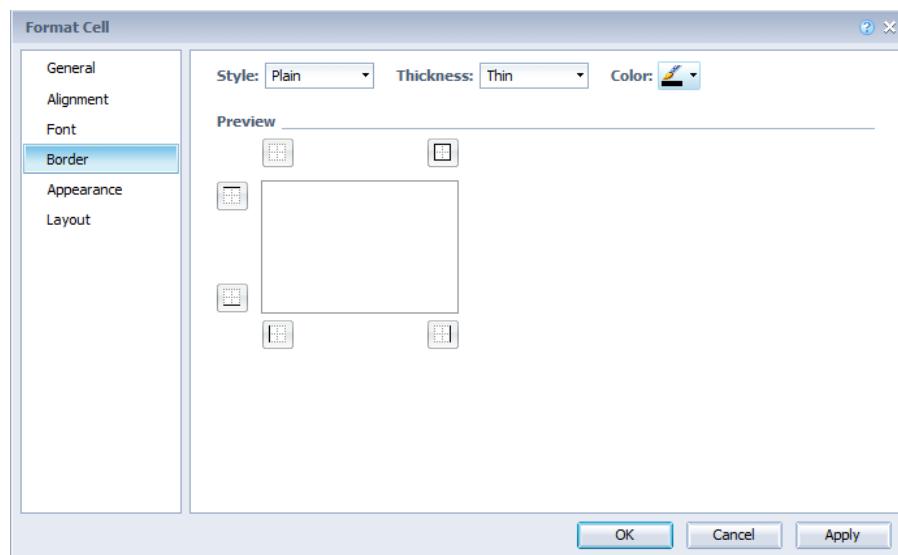 Format Cell
General
Alignment
Font
Border
Appearance
Layout
Style: Plain Thickness: Thin Color:
Preview
OK Cancel Apply